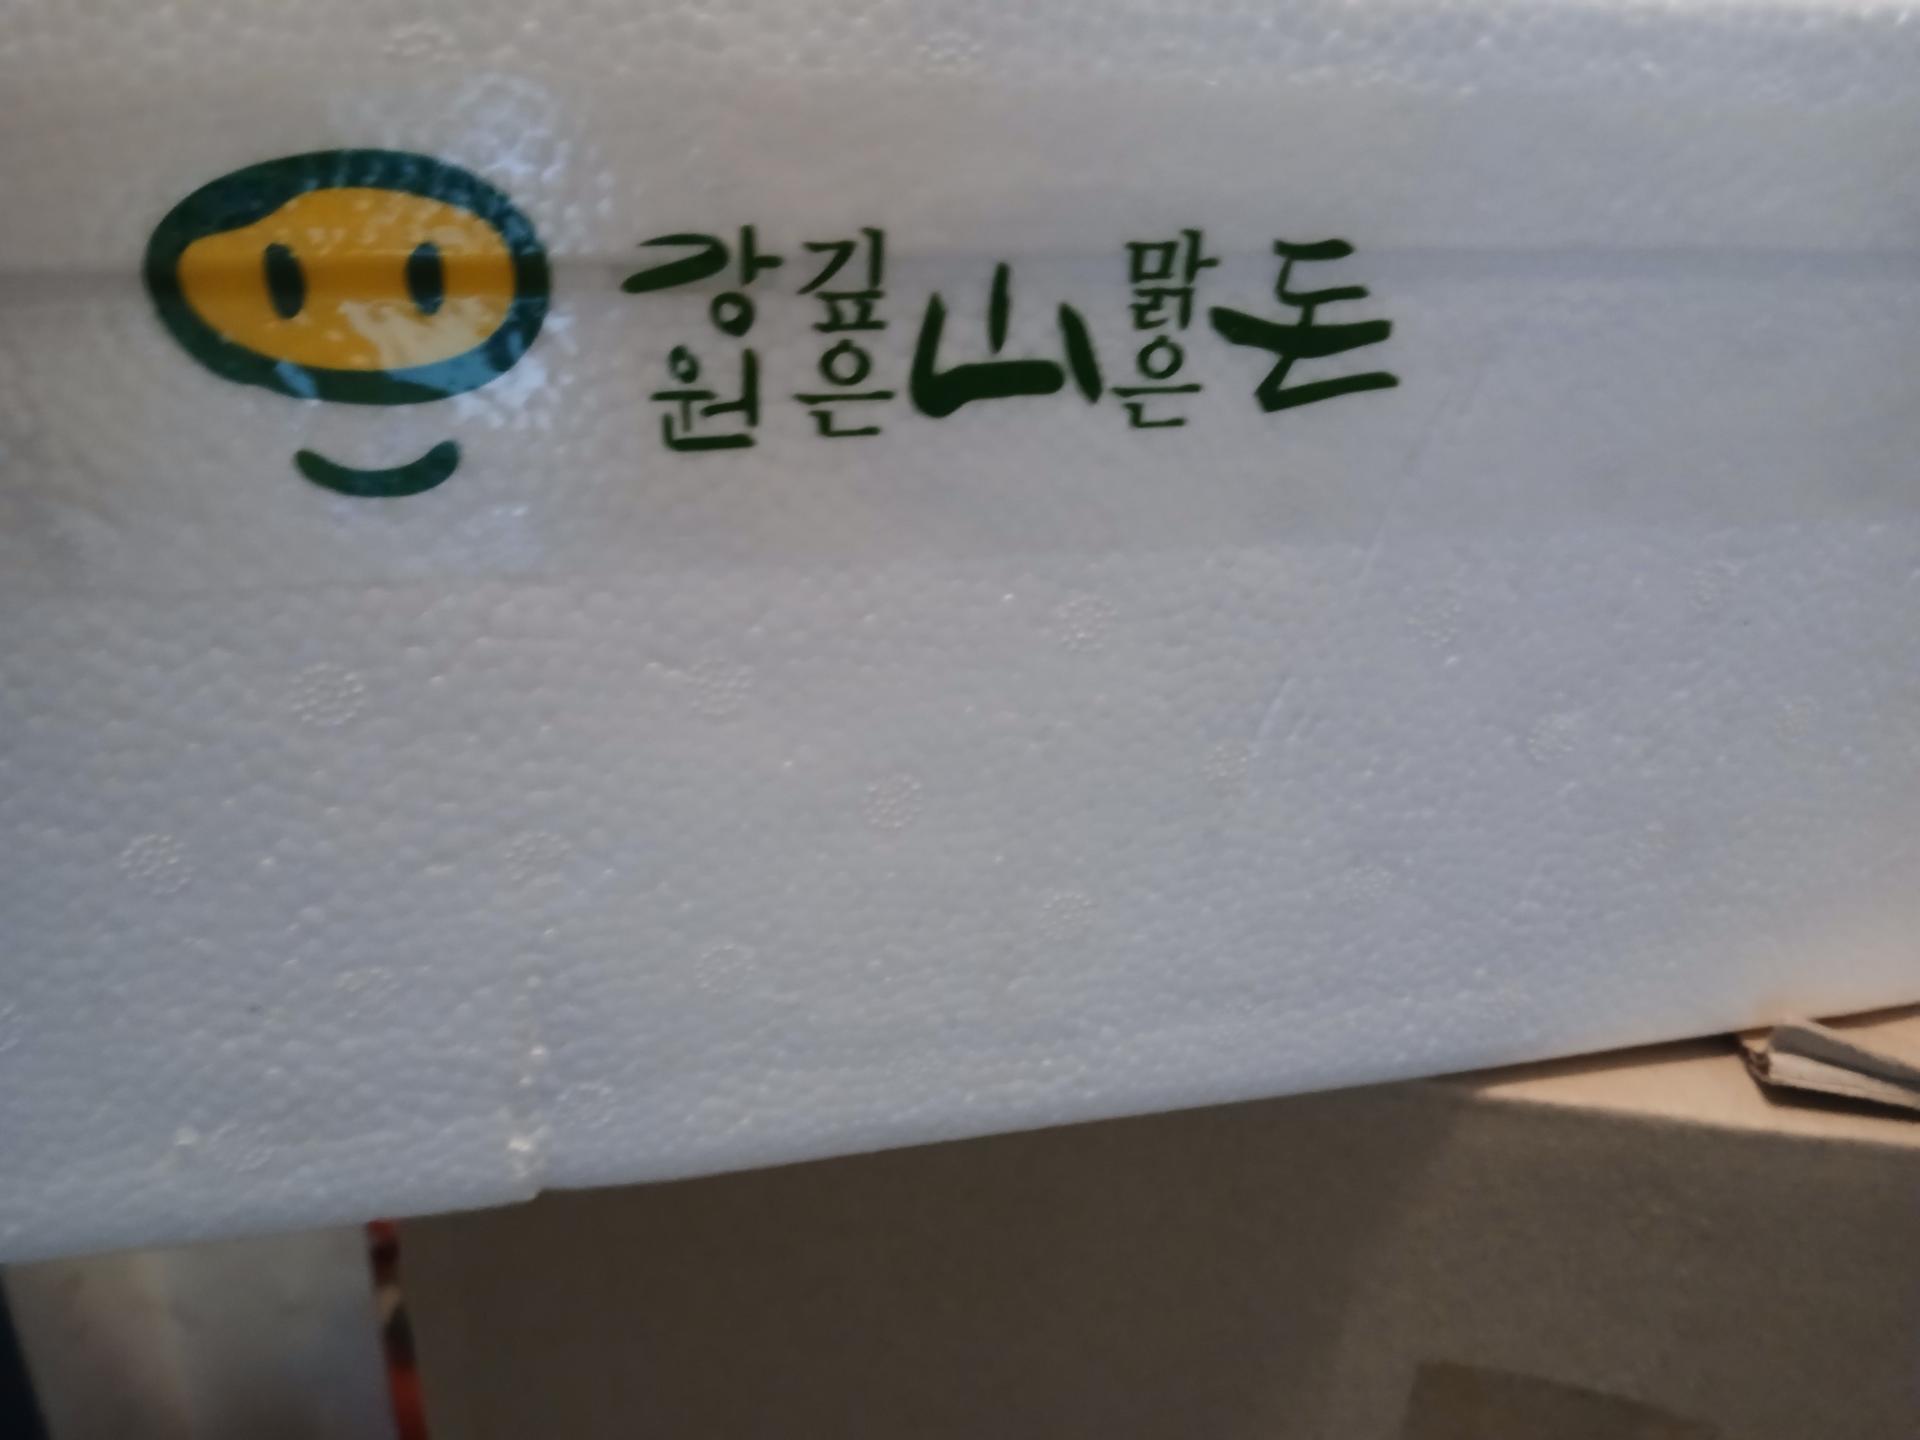 강원 깊은 山 맑은 돈